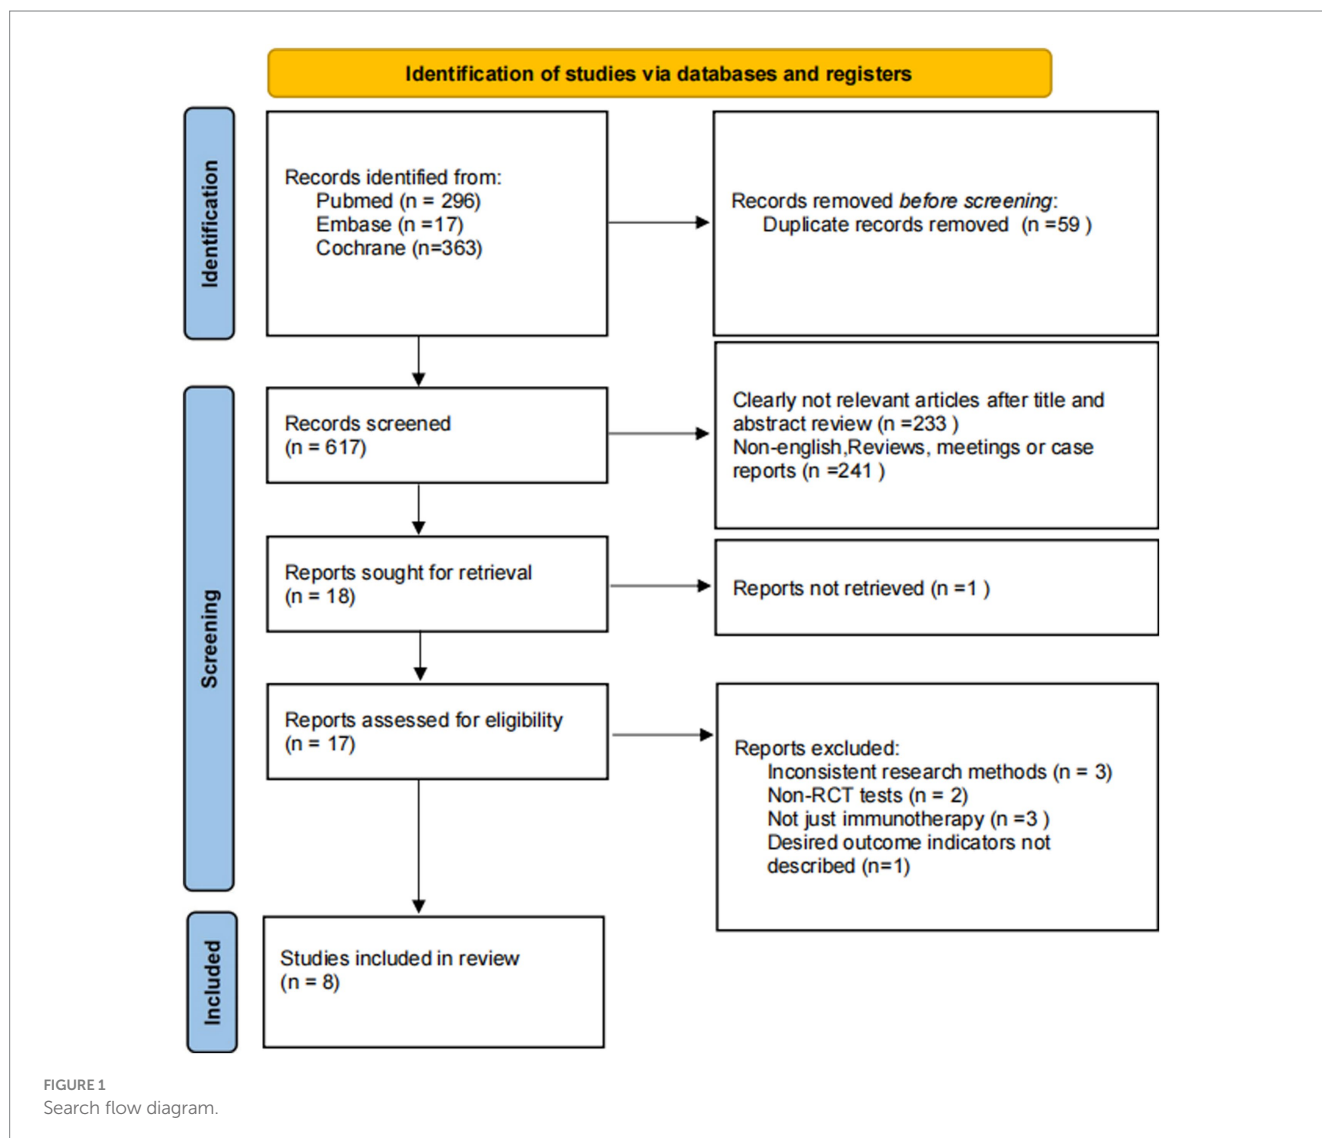 Identification of studies via databases and registers
Identification
Records identified from:
Pubmed (n = 296)
Embase (n =17)
Cochrane (n=363)
Records removed before screening:
Duplicate records removed (n =59 )
Screening
Records screened
(n = 617)
Clearly not relevant articles after title and
abstract review (n =233 )
Non-english,Reviews, meetings or case
reports (n =241 )
Reports sought for retrieval
(n = 18)
Reports not retrieved (n =1 )
Reports assessed for eligibility
(n = 17)
Reports excluded:
Inconsistent research methods (n = 3)
Non-RCT tests (n = 2)
Not just immunotherapy (n =3 )
Desired outcome indicators not
described (n=1)
Included
Studies included in review
(n = 8)
FIGURE 1
Search flow diagram.